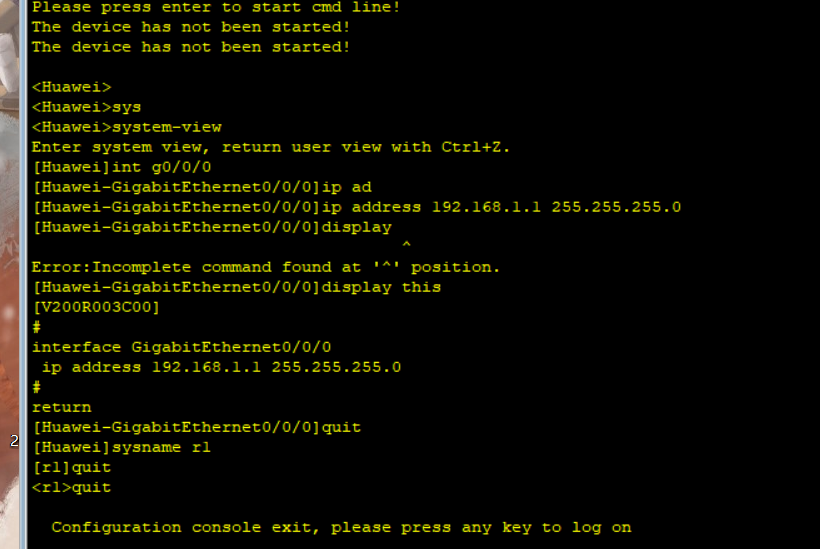 Please press enter to start cmd line!
The device has not been started!
The device has not been started!
<Huawei>
<Huawei>sys
<Huawei>system-view
Enter system view, return user view with Ctrl+Z.
[Huawei]int g0/0/0
[Huawei-GigabitEthernet0/0/0]ip ad
[Huawei-GigabitEthernet0/0/0]ip address 192.168.1.1 255.255.255.0
[Huawei-GigabitEthernet0/0/0]display
^
Error:Incomplete command found at '^' position.
[Huawei-GigabitEthernet0/0/0]display this
[V200R003C00]
#
interface GigabitEthernet0/0/0
 ip address 192.168.1.1 255.255.255.0
#
return
[Huawei-GigabitEthernet0/0/0]quit
2
[Huawei]sysname r1
[r1]quit
<r1>quit
Configuration console exit, please press any key to log on